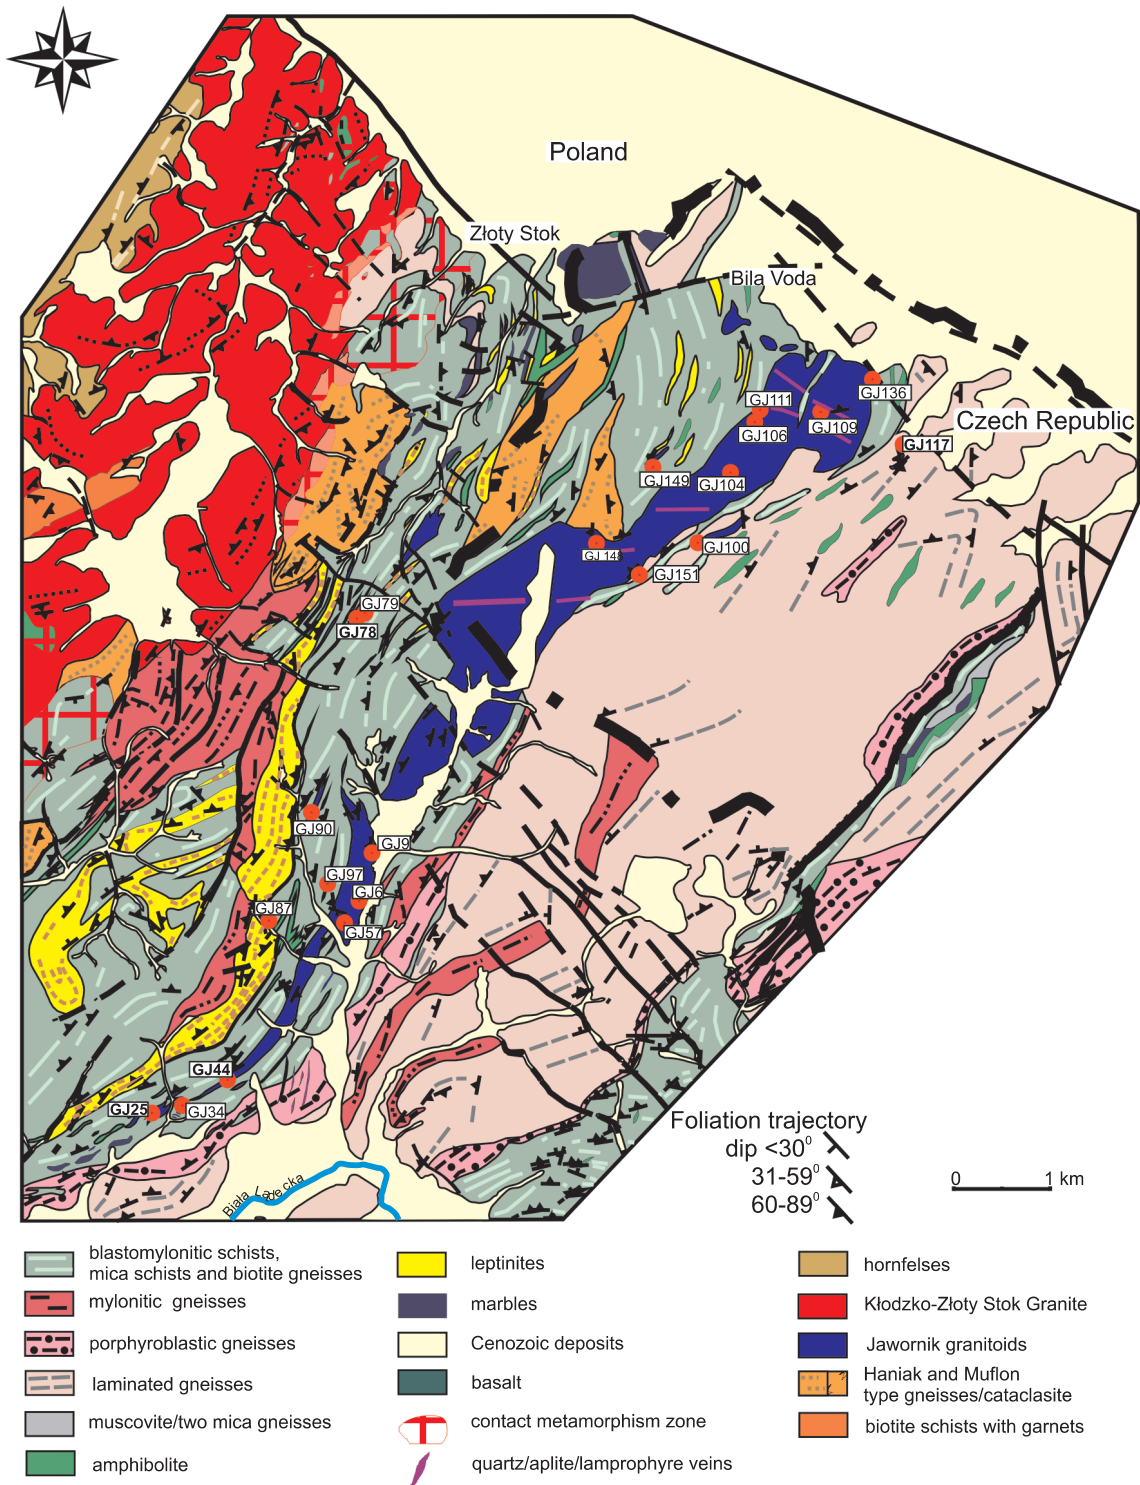 Poland
Złoty Stok
Bila Voda
GJ136
GJ111
GJ109
GJ106
Czech Republic
GJ117
GJ149
GJ104
GJ100
GJ151
GJ79
GJ78
GJ90
GJ9
GJ97
GJ6
GJ87
GJ57
GJ44
GJ25
GJ34
Biała Lądecka
Foliation trajectory
dip <30⁰
31-59⁰
60-89⁰
0 1 km
blastomylonitic schists,
mica schists and biotite gneisses
mylonitic gneisses
porphyroblastic gneisses
laminated gneisses
muscovite/two mica gneisses
amphibolite
leptinites
marbles
Cenozoic deposits
basalt
contact metamorphism zone
quartz/aplite/lamprophyre veins
hornfelses
Kłodzko-Złoty Stok Granite
Jawornik granitoids
Haniak and Muflon
type gneisses/cataclasite
biotite schists with garnets